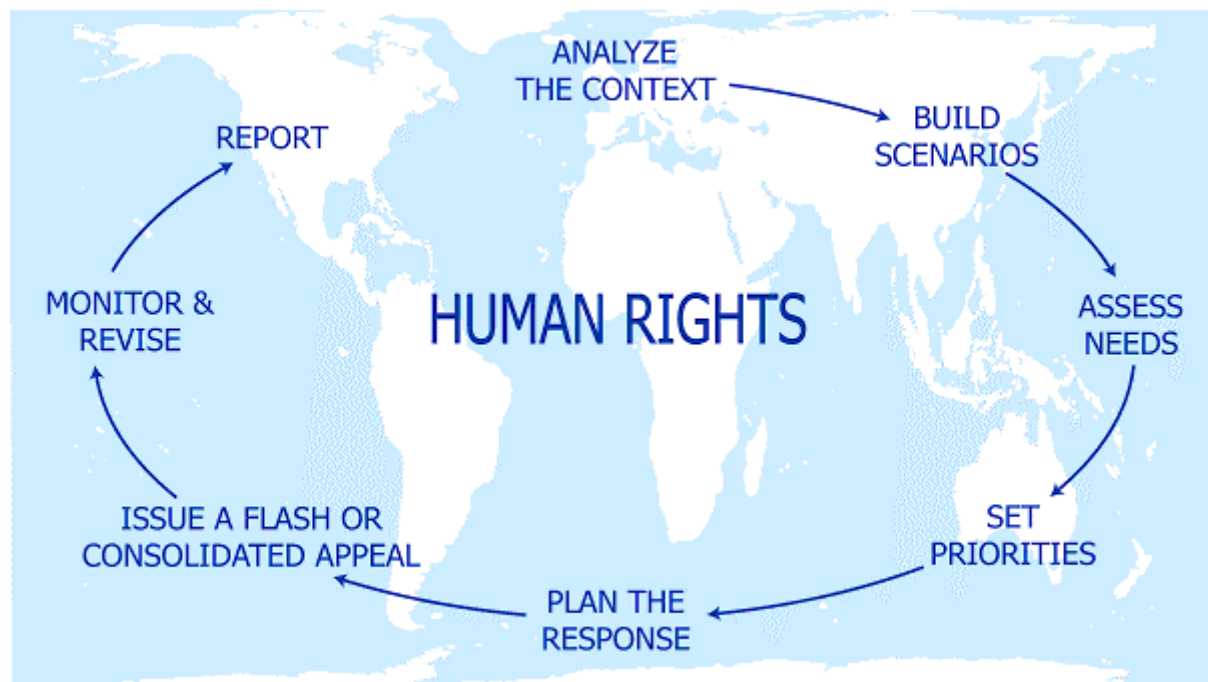 ANALYZE
THE CONTEXT
BUILD
SCENARIOS
ASSESS
NEEDS
SET
PRIORITIES
PLAN THE
RESPONSE
ISSUE A FLASH OR
CONSOLIDATED APPEAL
MONITOR &
REVISE
REPORT
HUMAN RIGHTS